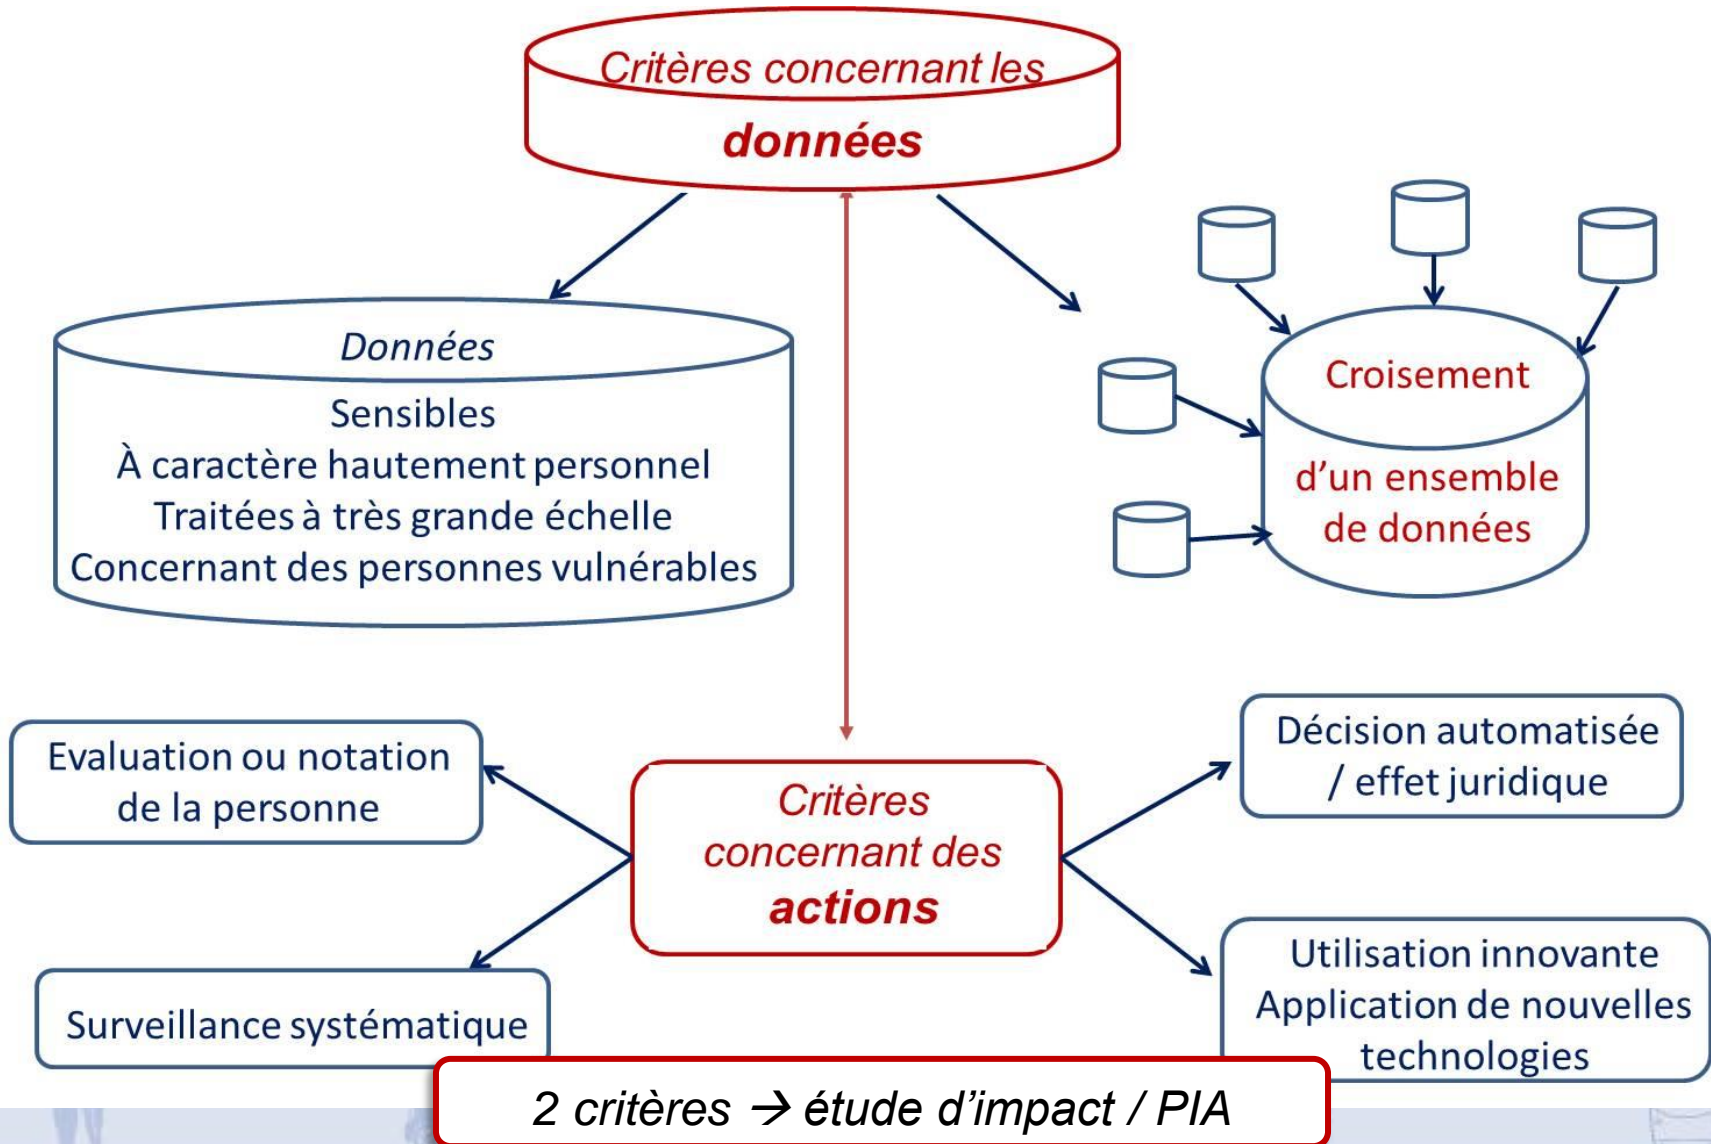 Critères concernant les
données
Données
Sensibles
À caractère hautement personnel
Traitées à très grande échelle
Concernant des personnes vulnérables
Croisement
d’un ensemble
de données
Evaluation ou notation
de la personne
Surveillance systématique
Critères
concernant des
actions
Décision automatisée
/ effet juridique
Utilisation innovante
Application de nouvelles
technologies
2 critères → étude d’impact / PIA